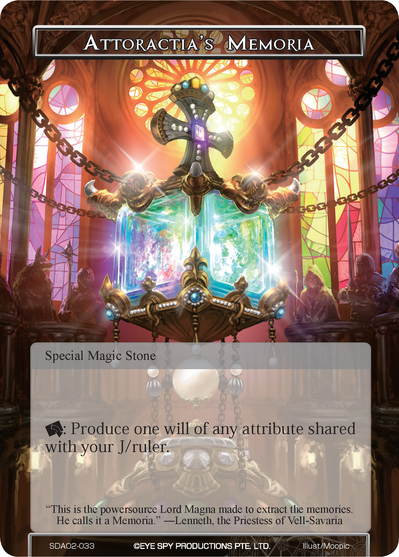 Attoractia's Memoria
Special Magic Stone
: Produce one will of any attribute shared
with your J/ruler.
"This is the powersource Lord Magna made to extract the memories.
He calls it a Memoria." —Lenneth, the Priestess of Vell-Savaria
SDAO2-033
©EYE SPY PRODUCTIONS PTE. LTD.
Illust/Moopic